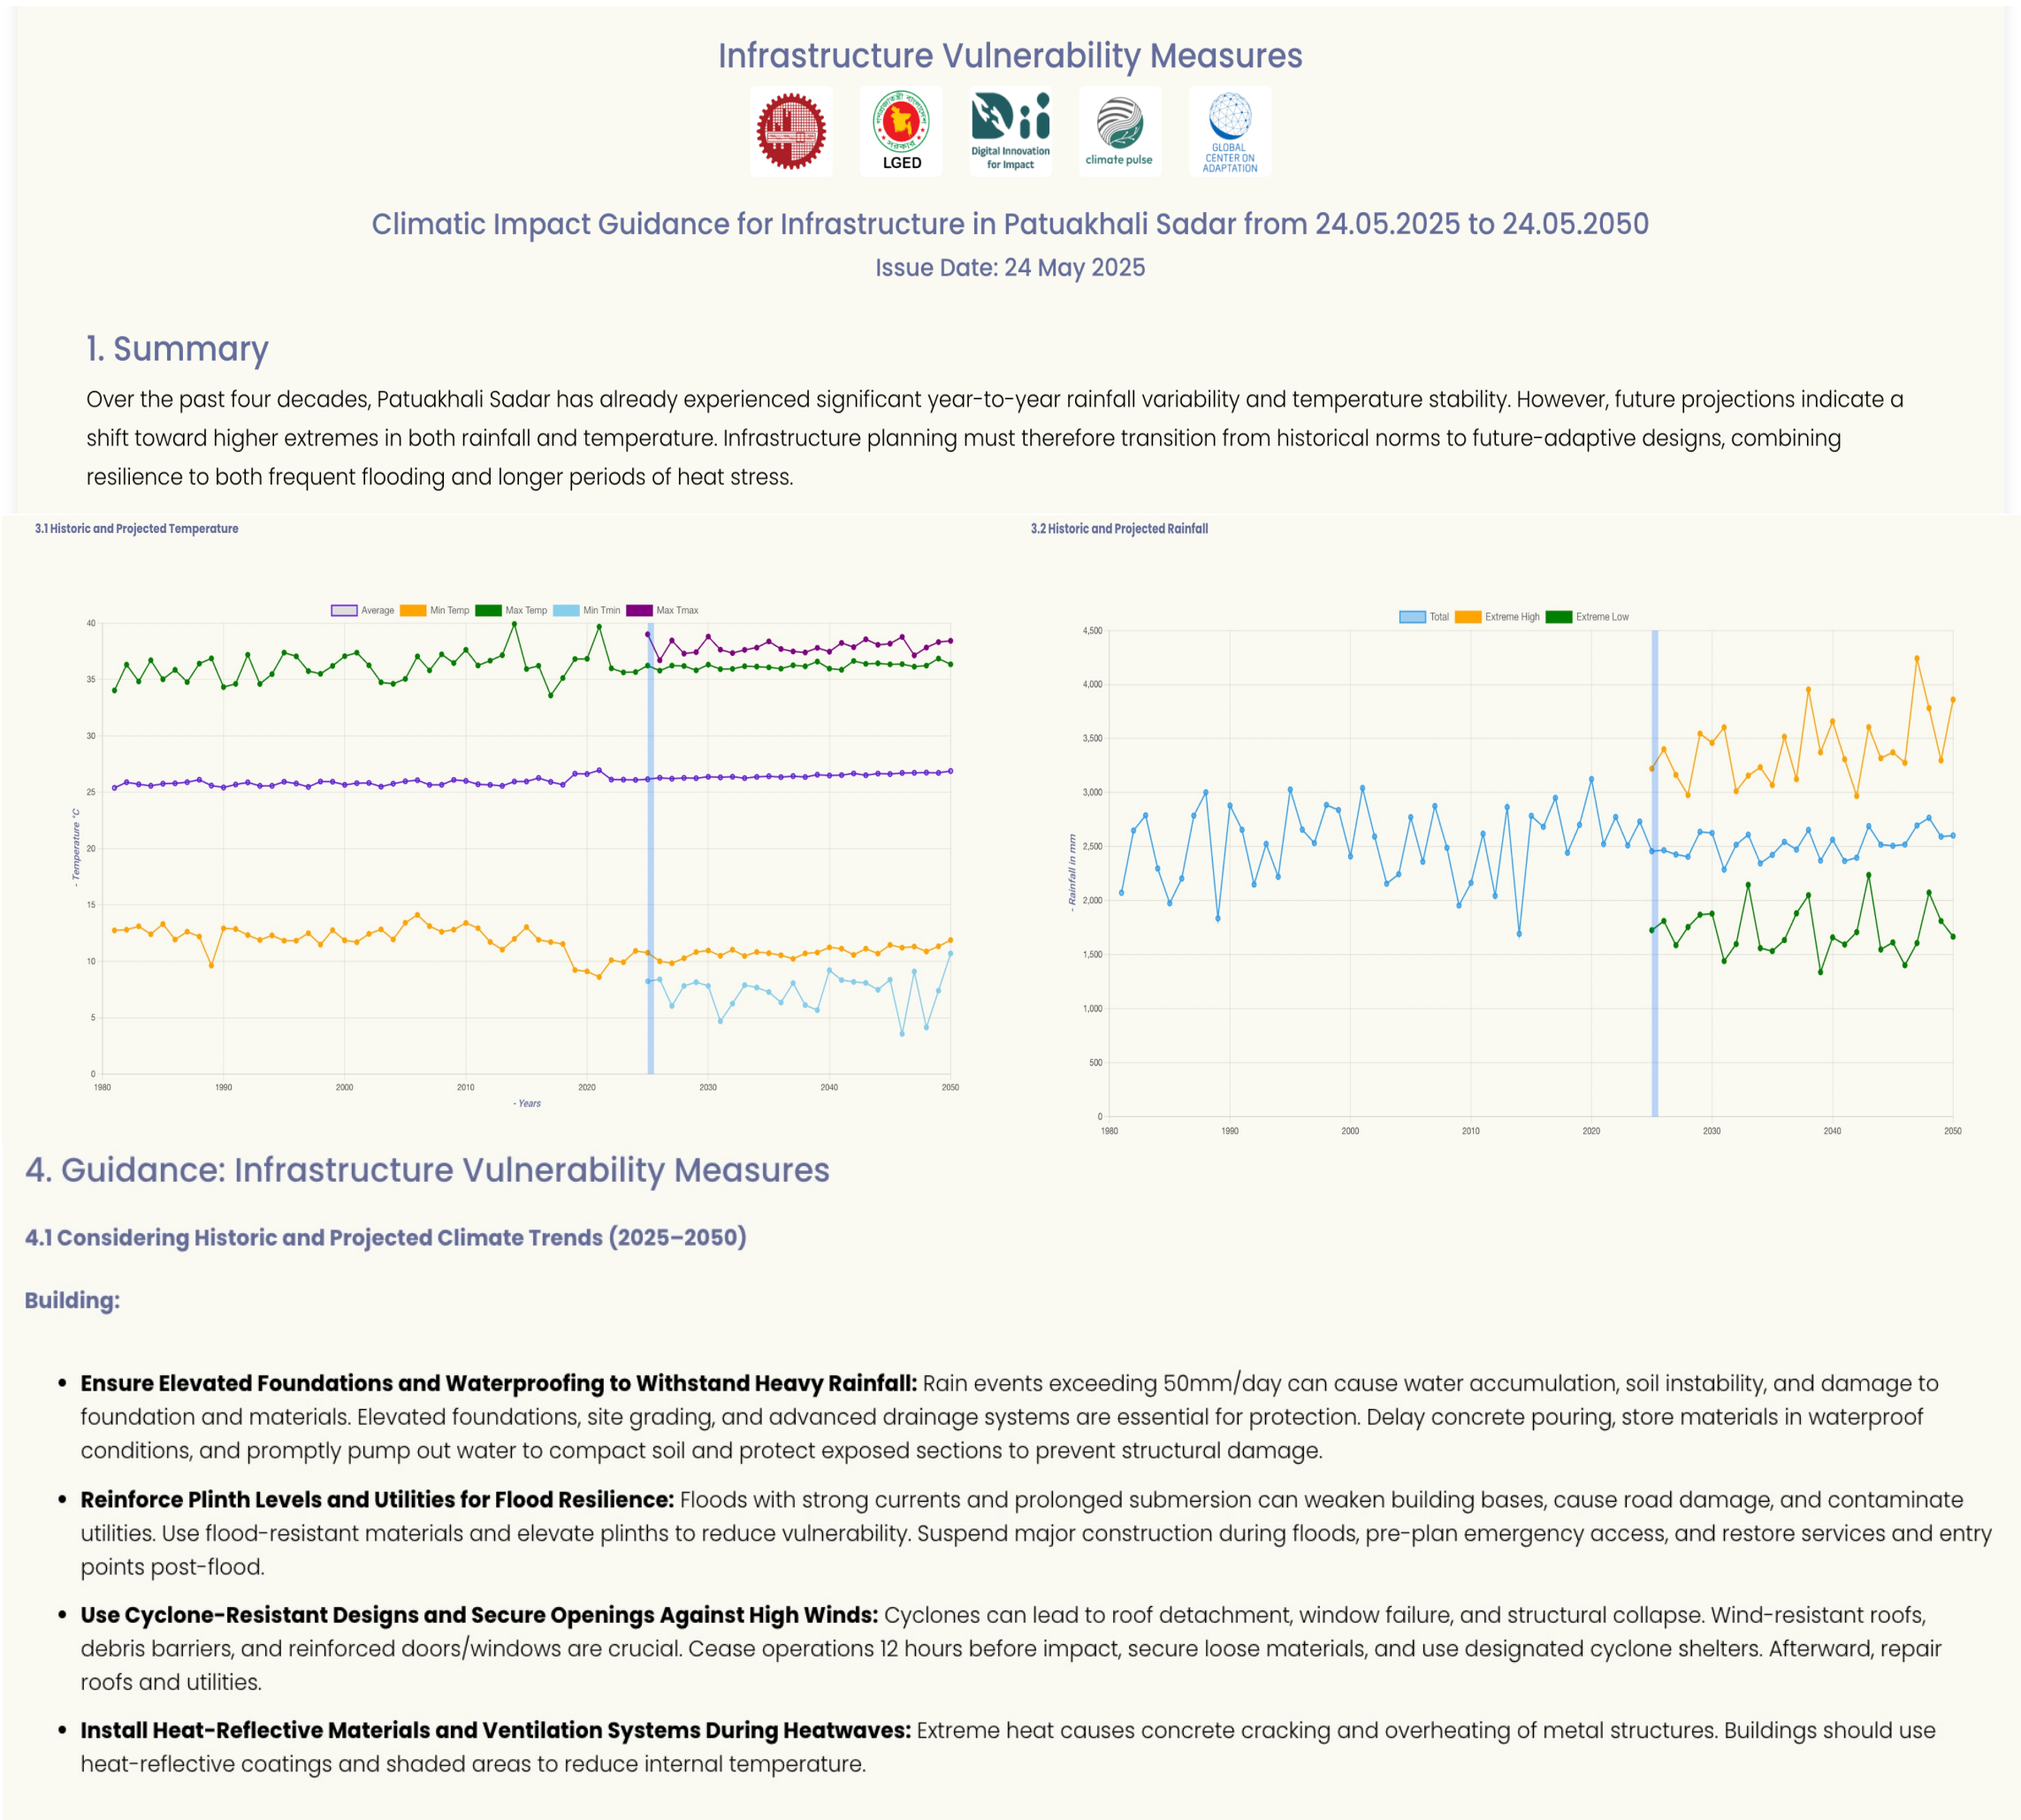 Infrastructure Vulnerability Measures
গণপ্রজাতন্ত্রী বাংলাদেশ
সরকার
LGED
Digital Innovation
for Impact
climate pulse
GLOBAL
CENTER ON
ADAPTATION
Climatic Impact Guidance for Infrastructure in Patuakhali Sadar from 24.05.2025 to 24.05.2050
Issue Date: 24 May 2025
1. Summary
Over the past four decades, Patuakhali Sadar has already experienced significant year-to-year rainfall variability and temperature stability. However, future projections indicate a
shift toward higher extremes in both rainfall and temperature. Infrastructure planning must therefore transition from historical norms to future-adaptive designs, combining
resilience to both frequent flooding and longer periods of heat stress.
3.1 Historic and Projected Temperature
Average Min Temp Max Temp Min Tmin Max Tmax
40
35
30
25
20
15
10
5
0
- Temperature °C
1980 1990 2000 2010 2020 2030 2040 2050
- Years
3.2 Historic and Projected Rainfall
Total Extreme High Extreme Low
4,500
4,000
3,500
3,000
2,500
2,000
1,500
1,000
500
0
- Rainfall in mm
1980 1990 2000 2010 2020 2030 2040 2050
4. Guidance: Infrastructure Vulnerability Measures
4.1 Considering Historic and Projected Climate Trends (2025–2050)
Building:
• Ensure Elevated Foundations and Waterproofing to Withstand Heavy Rainfall: Rain events exceeding 50mm/day can cause water accumulation, soil instability, and damage to
foundation and materials. Elevated foundations, site grading, and advanced drainage systems are essential for protection. Delay concrete pouring, store materials in waterproof
conditions, and promptly pump out water to compact soil and protect exposed sections to prevent structural damage.
• Reinforce Plinth Levels and Utilities for Flood Resilience: Floods with strong currents and prolonged submersion can weaken building bases, cause road damage, and contaminate
utilities. Use flood-resistant materials and elevate plinths to reduce vulnerability. Suspend major construction during floods, pre-plan emergency access, and restore services and entry
points post-flood.
• Use Cyclone-Resistant Designs and Secure Openings Against High Winds: Cyclones can lead to roof detachment, window failure, and structural collapse. Wind-resistant roofs,
debris barriers, and reinforced doors/windows are crucial. Cease operations 12 hours before impact, secure loose materials, and use designated cyclone shelters. Afterward, repair
roofs and utilities.
• Install Heat-Reflective Materials and Ventilation Systems During Heatwaves: Extreme heat causes concrete cracking and overheating of metal structures. Buildings should use
heat-reflective coatings and shaded areas to reduce internal temperature.